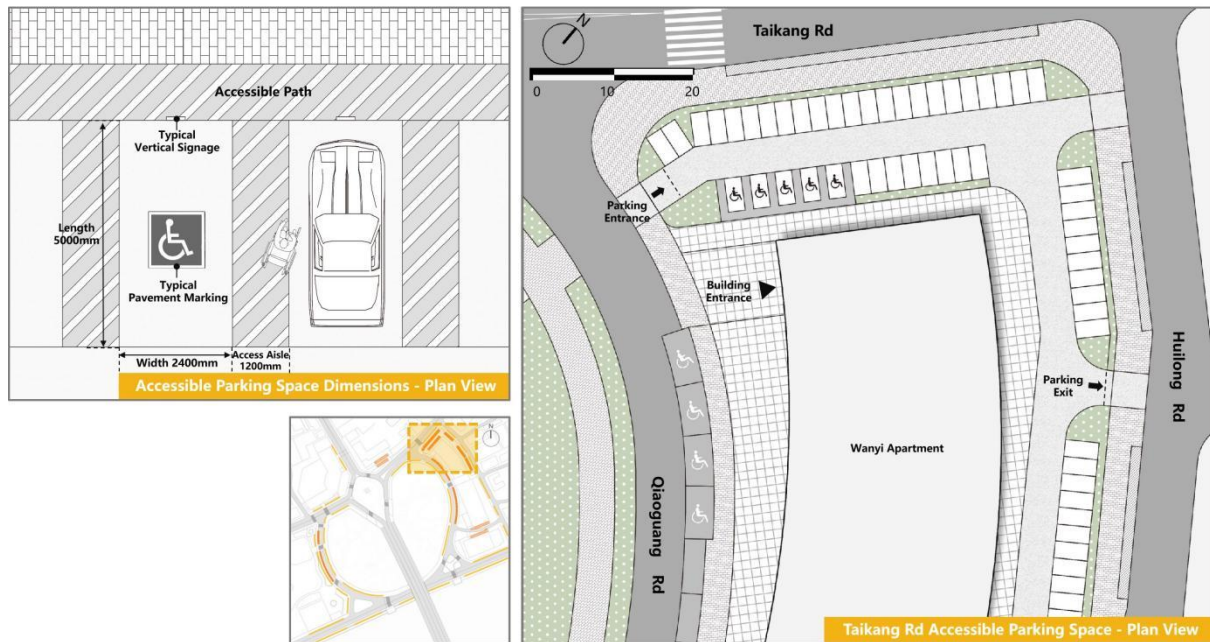 Accessible Path
Typical
Vertical Signage
Length
5000mm
Typical
Pavement Marking
Width 2400mm
Access Aisle
1200mm
Accessible Parking Space Dimensions - Plan View
N
N
0
10
20
Taikang Rd
Parking
Entrance
Building
Entrance
Parking
Exit
Huilong Rd
Wanyi Apartment
Qiaoguang Rd
Taikang Rd Accessible Parking Space - Plan View